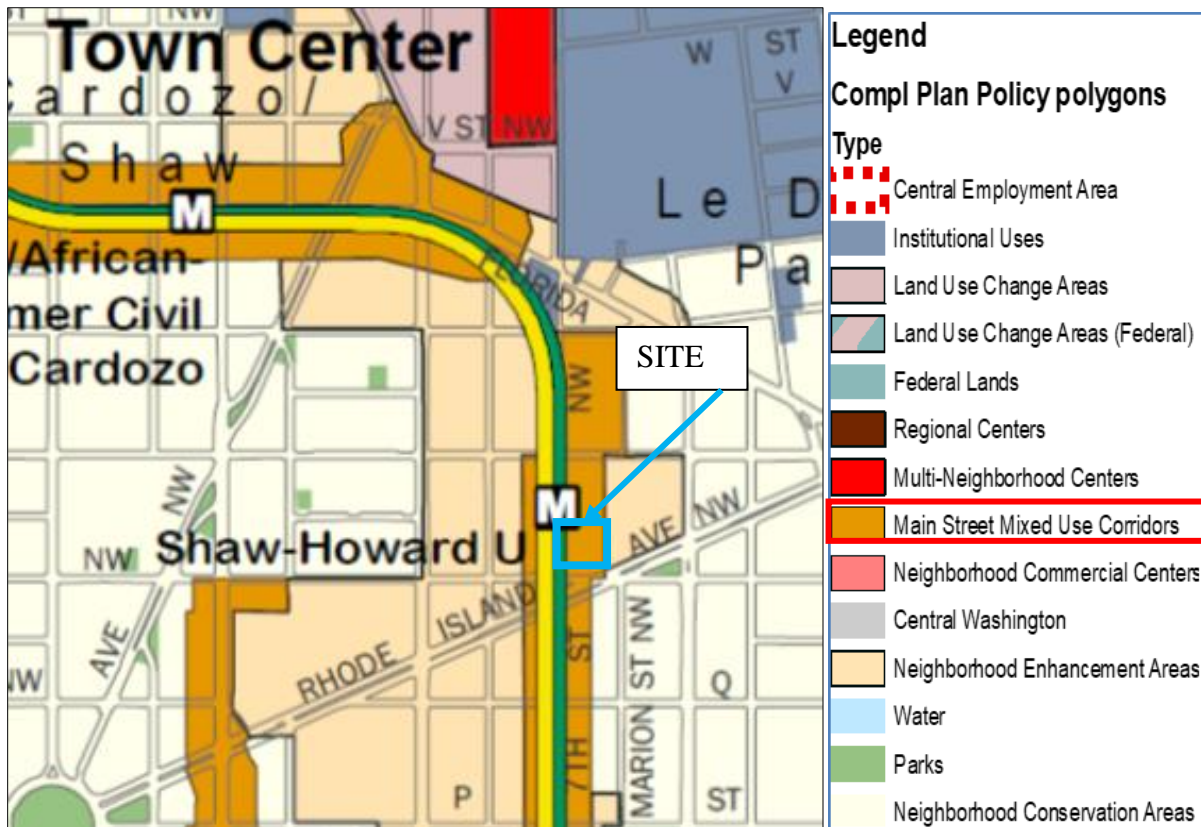 Town Center
Cardozo/
Shaw
W
ST
V
V ST NW
M
Le D
Pa
/African-
mer Civil
Cardozo
FLORIDA
SITE
NW
NW
M
Shaw-Howard U
NW
AVE NW
AVE
ISLAND
RHODE
NW
7TH ST
MARION ST NW
Q
P
ST
Legend
Compl Plan Policy polygons
Type
Central Employment Area
Institutional Uses
Land Use Change Areas
Land Use Change Areas (Federal)
Federal Lands
Regional Centers
Multi-Neighborhood Centers
Main Street Mixed Use Corridors
Neighborhood Commercial Centers
Central Washington
Neighborhood Enhancement Areas
Water
Parks
Neighborhood Conservation Areas